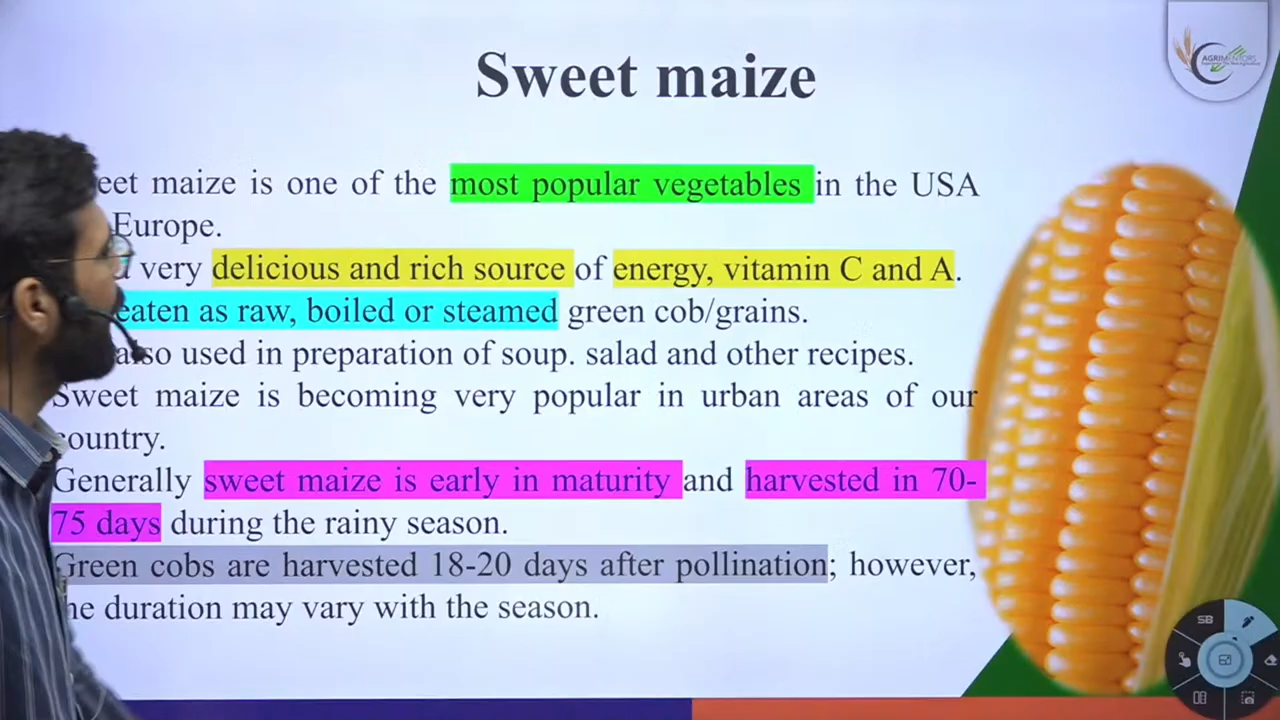 Sweet maize
AGRIMENTORS
eet maize is one of the most popular vegetables in the USA
Europe.
very delicious and rich source of energy, vitamin C and A.
eaten as raw, boiled or steamed green cob/grains.
also used in preparation of soup. salad and other recipes.
Sweet maize is becoming very popular in urban areas of our
country.
Generally sweet maize is early in maturity and harvested in 70-
75 days during the rainy season.
Green cobs are harvested 18-20 days after pollination; however,
he duration may vary with the season.
SB